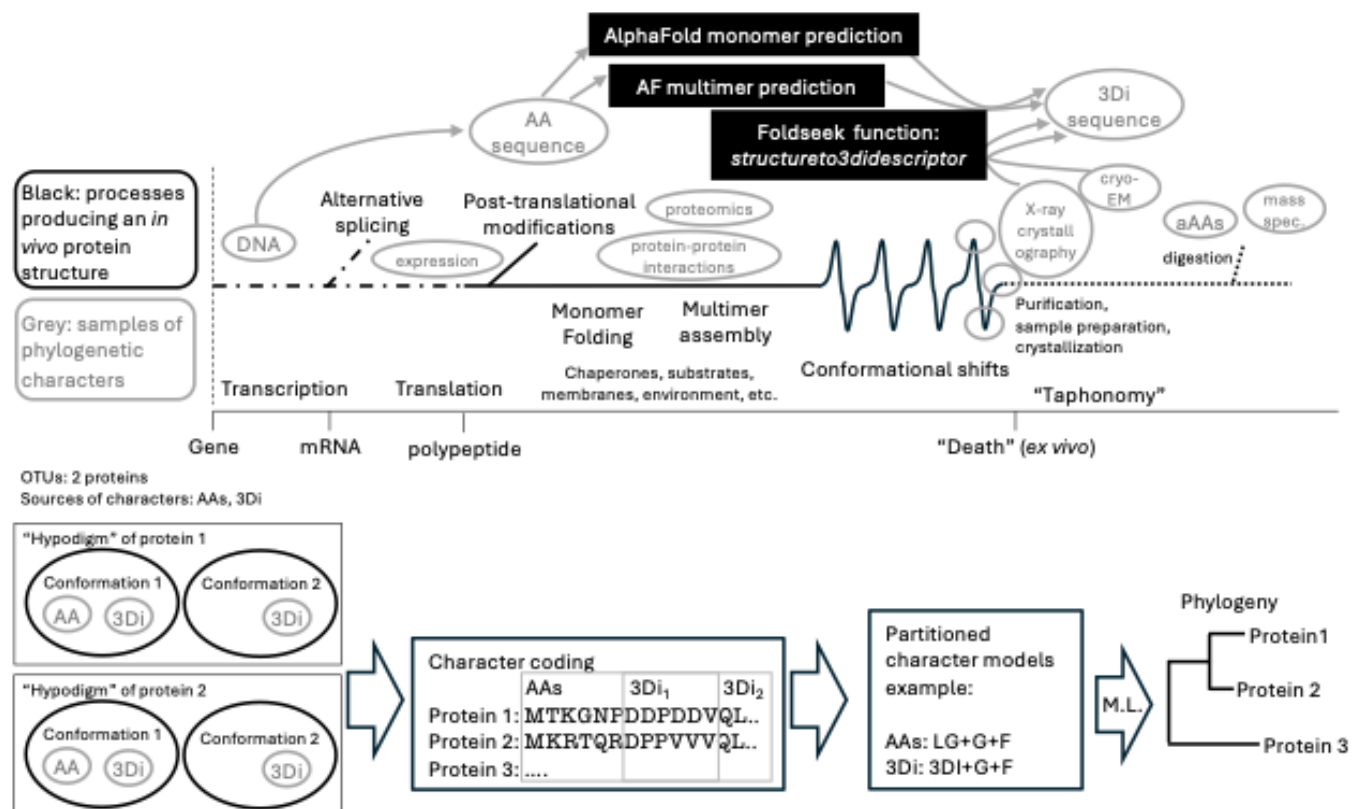 AlphaFold monomer prediction
AF multimer prediction
Foldseek function:
structureto3didescriptor
3Di
sequence
AA
sequence
Black: processes
producing an in
vivo protein
structure
Grey: samples of
phylogenetic
characters
DNA
Alternative
splicing
expression
Post-translational
modifications
proteomics
protein-protein
interactions
cryo-
EM
X-ray
crystall
ography
aAAs
mass
spec.
digestion
Monomer
Folding
Multimer
assembly
Chaperones, substrates,
membranes, environment, etc.
Conformational shifts
Purification,
sample preparation,
crystallization
Transcription
Translation
"Taphonomy"
Gene
mRNA
polypeptide
"Death" (ex vivo)
OTUs: 2 proteins
Sources of characters: AAs, 3Di
"Hypodigm" of protein 1
Conformation 1
AA
3Di
Conformation 2
3Di
"Hypodigm" of protein 2
Conformation 1
AA
3Di
Conformation 2
3Di
Character coding
AAs 3Di1 3Di2
Protein 1: MTKGNPDDPDDVQL..
Protein 2: MKRTQRDPPVVVQL..
Protein 3: ....
Partitioned
character models
example:
AAs: LG+G+F
3Di: 3DI+G+F
M.L.
Phylogeny
Protein1
Protein 2
Protein 3